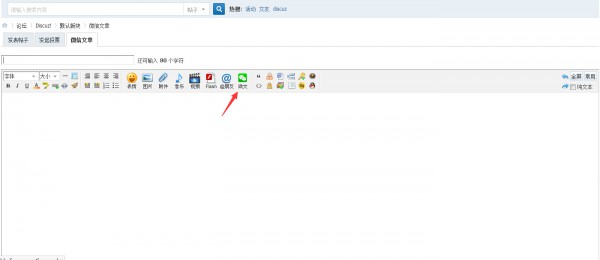 请输入搜索内容 帖子 热搜: 活动 交友 discuz
论坛 › Discuz! › 默认版块 › 微信文章
发表帖子 发起投票 微信文章
还可输入 80 个字符
字体 大小 表情 图片 附件 音乐 视频 Flash @朋友 微文 全屏 常用
B I U A 纯文本